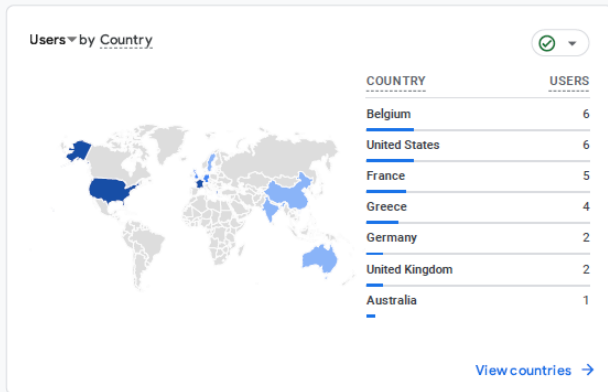 Users by Country
COUNTRY USERS
Belgium 6
United States 6
France 5
Greece 4
Germany 2
United Kingdom 2
Australia 1
View countries